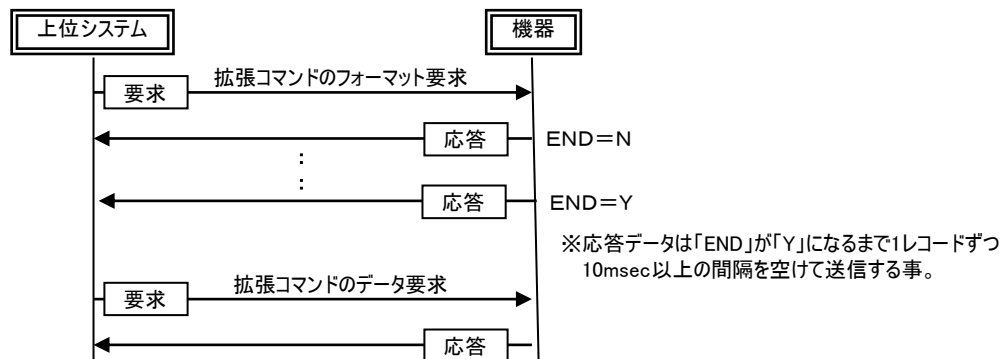 上位システム
機器
拡張コマンドのフォーマット要求
要求
応答
END=N
:
:
応答
END=Y
※応答データは「END」が「Y」になるまで1レコードずつ
10msec以上の間隔を空けて送信する事。
拡張コマンドのデータ要求
要求
応答